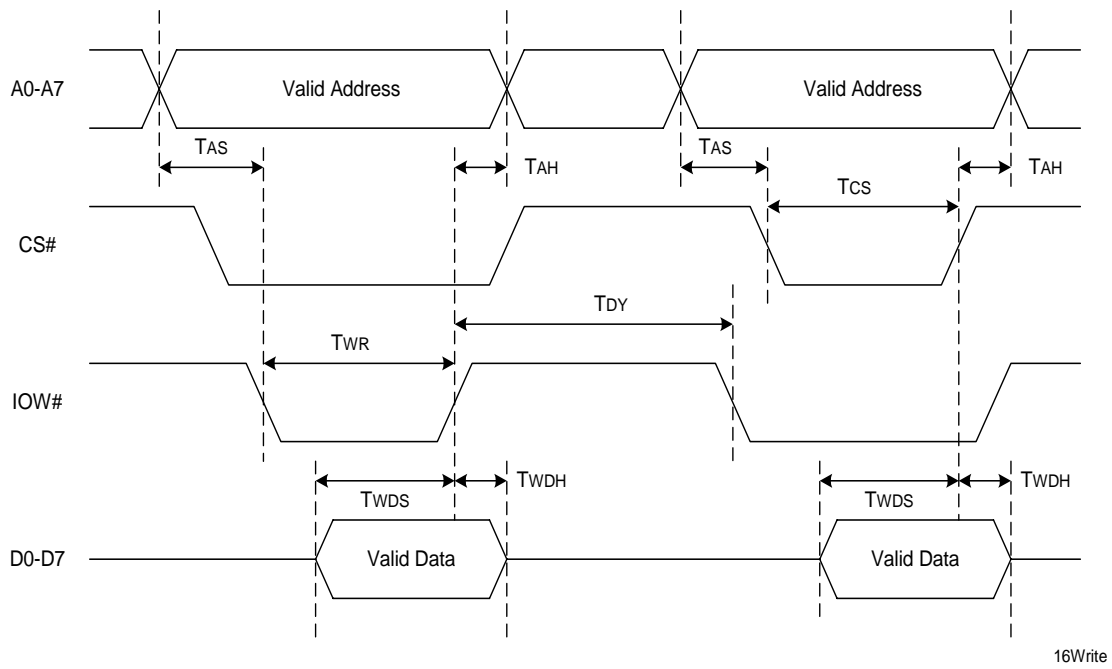 A0-A7
Valid Address
Valid Address
TAS
TAH
TAS
TAH
TCS
CS#
TDY
TWR
IOW#
TWDS
TWDH
TWDS
TWDH
D0-D7
Valid Data
Valid Data
16Write